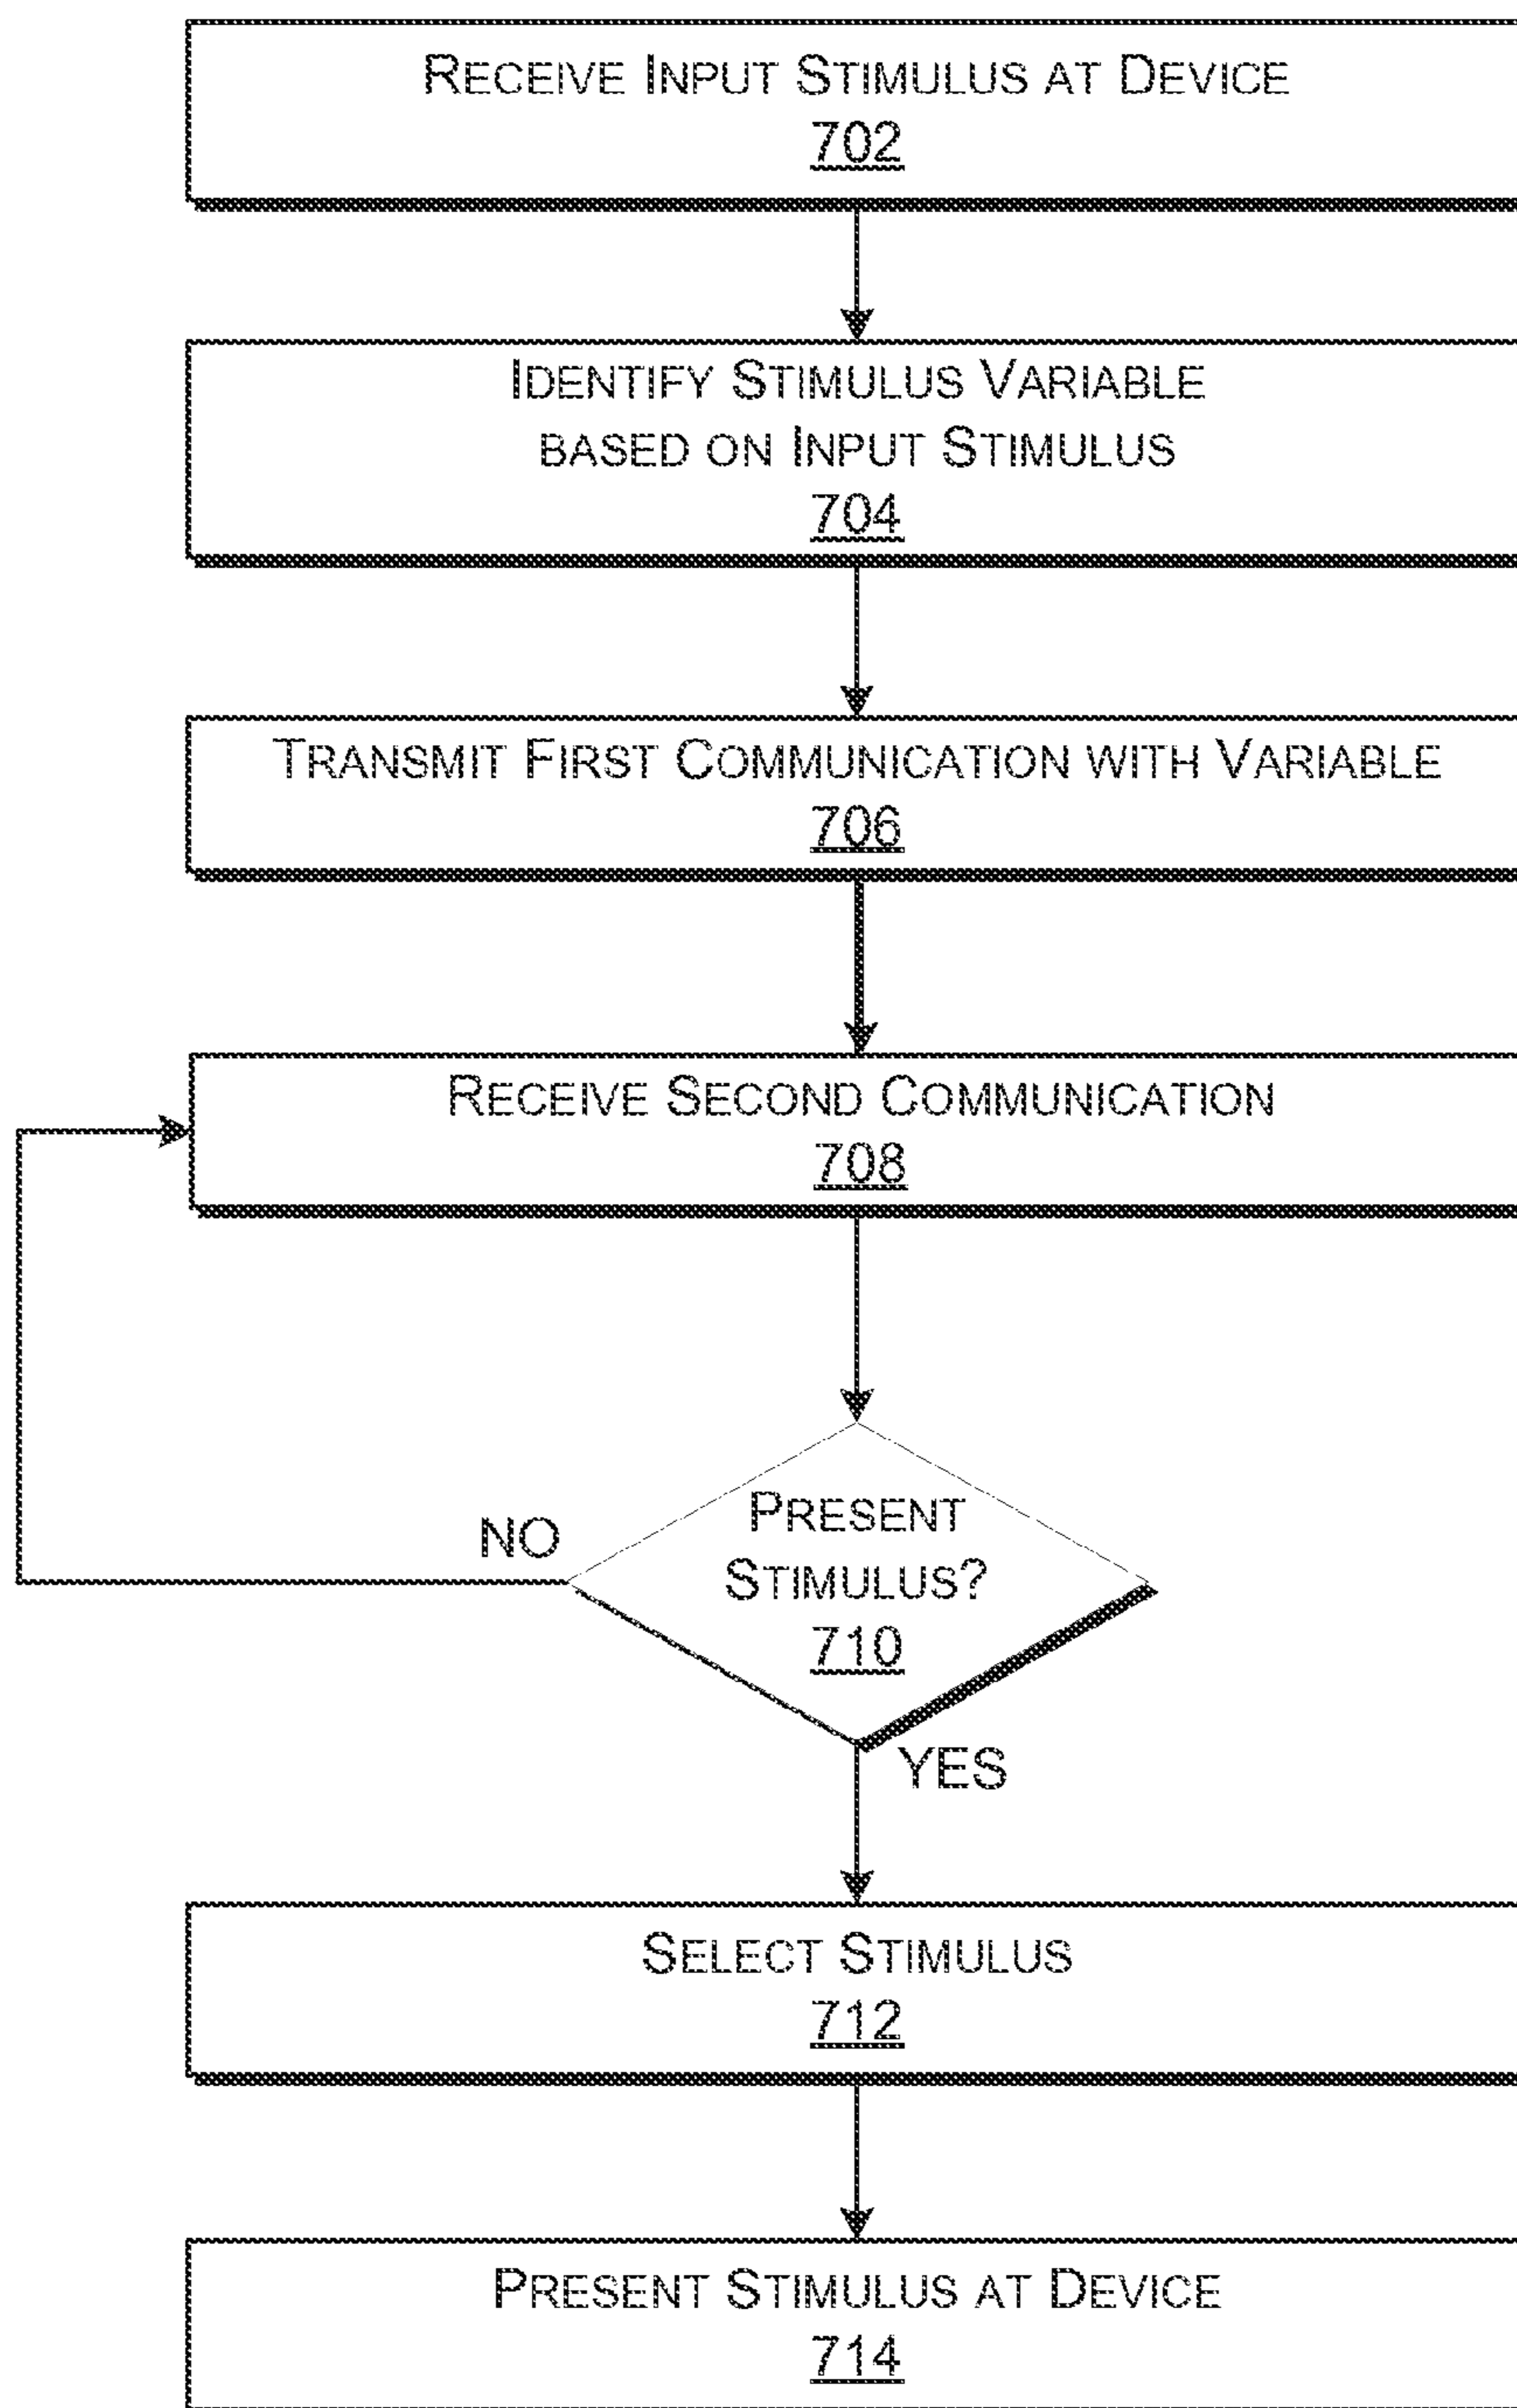 RECEIVE INPUT STIMULUS AT DEVICE
702
IDENTIFY STIMULUS VARIABLE
BASED ON INPUT STIMULUS
704
TRANSMIT FIRST COMMUNICATION WITH VARIABLE
706
RECEIVE SECOND COMMUNICATION
708
PRESENT
STIMULUS?
710
NO
YES
SELECT STIMULUS
712
PRESENT STIMULUS AT DEVICE
714